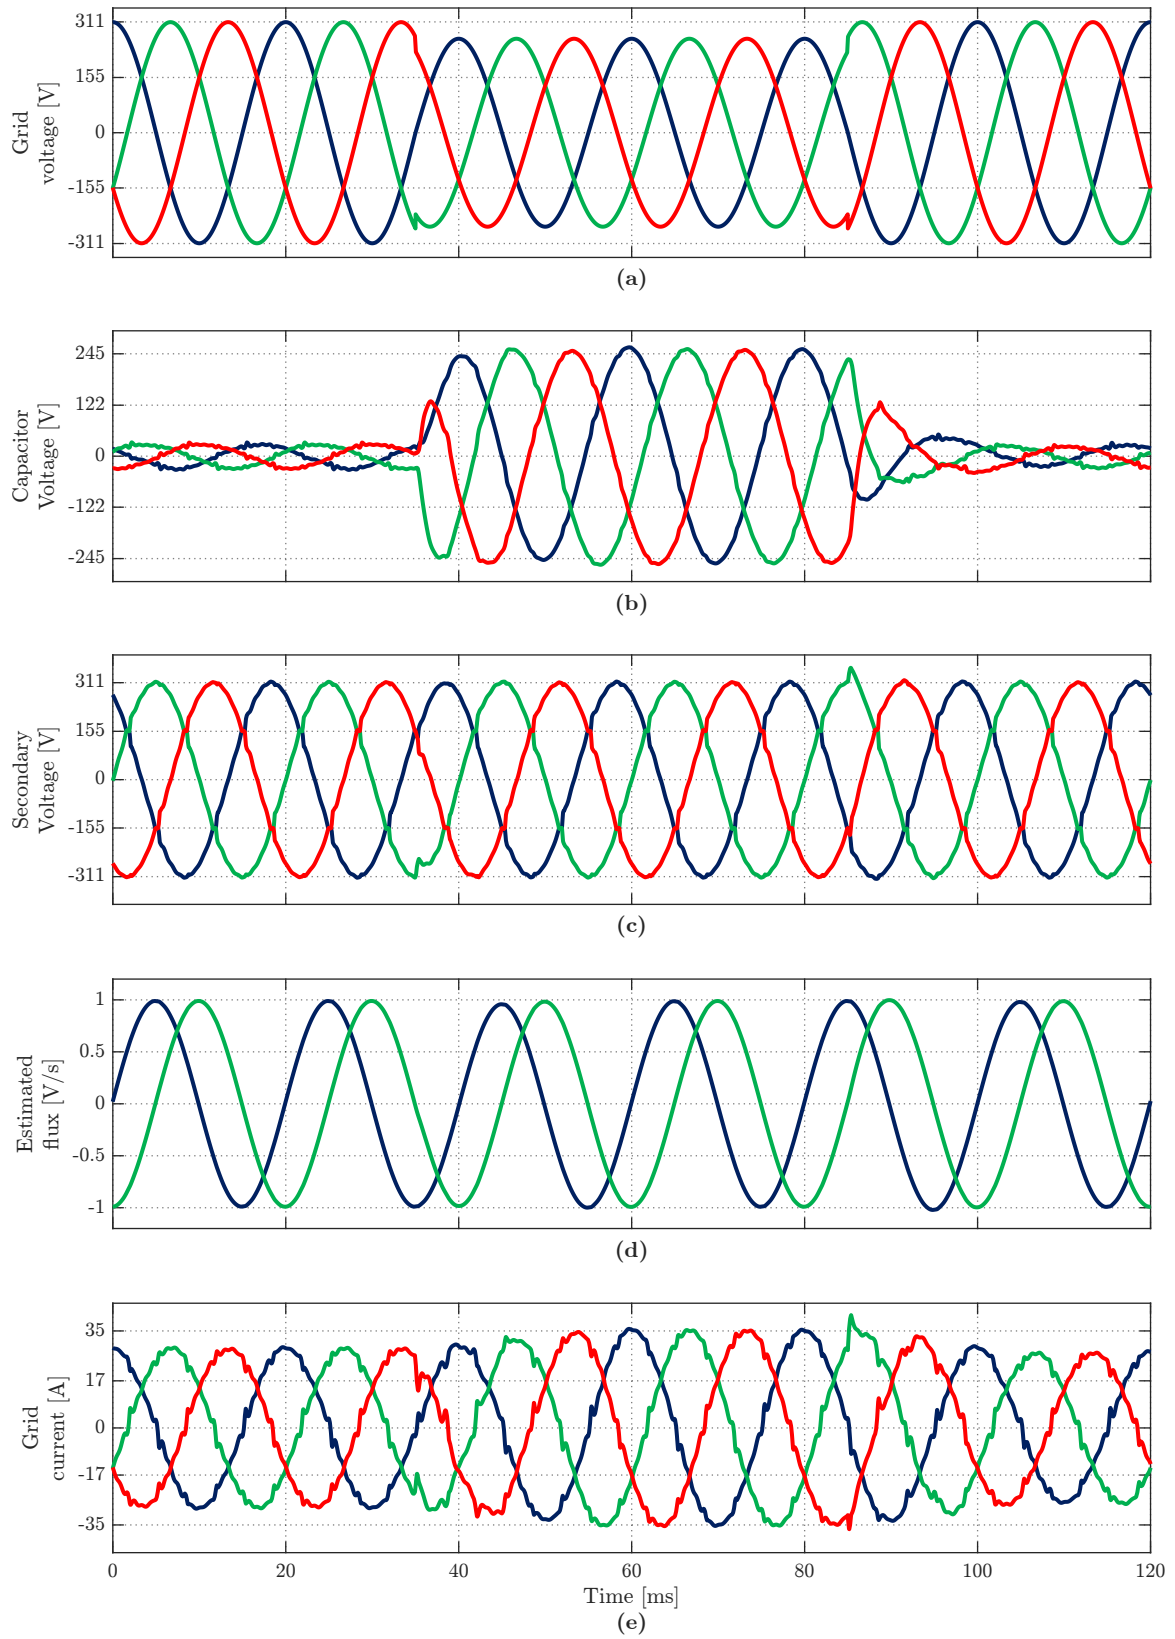 311
155
0
-155
-311
Grid
voltage [V]
(a)
245
122
0
-122
-245
Capacitor
Voltage [V]
(b)
311
155
0
-155
-311
Secondary
Voltage [V]
(c)
1
0.5
0
-0.5
-1
Estimated
flux [V/s]
(d)
35
17
0
-17
-35
Grid
current [A]
0 20 40 60 80 100 120
Time [ms]
(e)